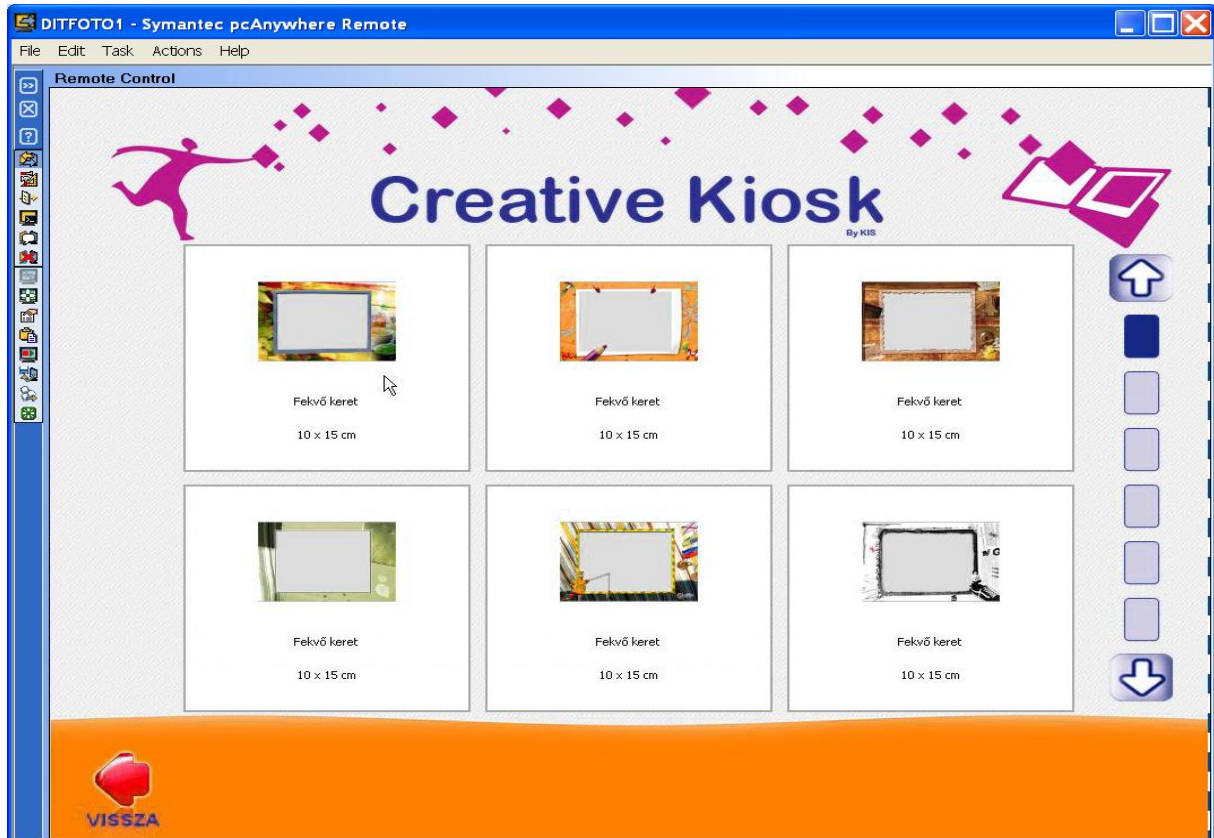 DITFOTO1 - Symantec pcAnywhere Remote
File Edit Task Actions Help
Remote Control
Creative Kiosk
By KIS
Fekvő keret
10 x 15 cm
Fekvő keret
10 x 15 cm
Fekvő keret
10 x 15 cm
Fekvő keret
10 x 15 cm
Fekvő keret
10 x 15 cm
Fekvő keret
10 x 15 cm
VISSZA